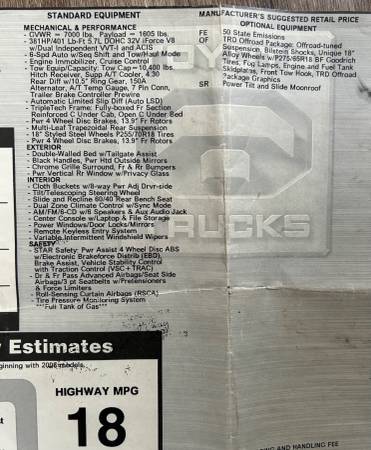 STANDARD EQUIPMENT
MECHANICAL & PERFORMANCE
- GVWR = 7000 lbs, Payload = 1605 lbs.
- 381HP/401 Lb-Ft 5.7L DOHC 32V iForce V8
w/Dual Independent VVT-I and ACIS
- 6-Spd Auto w/Seq Shift and Tow/Haul Mode
- Engine Immobilizer, Cruise Control
- Tow Equip/Capacity: Tow Cap=10,400 lbs.
Hitch Receiver, Supp A/T Cooler, 4.30
Rear Diff w/10.5" Ring Gear, 150A
Alternator, A/T Temp Gauge, 7 Pin Conn,
Trailer Brake Controller Prewire
- Automatic Limited Slip Diff (Auto LSD)
- TripleTech Frame: Fully-boxed Fr Section
Reinforced C Under Cab, Open C Under Bed
- Pwr 4 Wheel Disc Brakes, 13.9" Fr Rotors
- Multi-Leaf Trapezoidal Rear Suspension
- 18" Styled Steel Wheels P255/70R18 Tires
- Pwr 4 Wheel Disc Brakes, 13.9" Fr Rotors
EXTERIOR
- Double-Walled Bed w/Tailgate Assist
- Black Handles, Pwr Htd Outside Mirrors
- Chrome Grille Surround, Fr & Rr Bumpers
- Pwr Vertical Rr Window w/Privacy Glass
INTERIOR
- Cloth Buckets w/8-way Pwr Adj Drvr-side
- Tilt/Telescoping Steering Wheel
- Slide and Recline 60/40 Rear Bench Seat
- Dual Zone Climate Control w/Sync Mode
- AM/FM/6-CD w/8 Speakers & Aux Audio Jack
- Center Console w/Laptop & File Storage
- Power Windows/Door Locks/Mirrors
- Remote Keyless Entry System
- Variable Intermittent Windshield Wipers
SAFETY
- STAR Safety: Pwr Assist 4 Wheel Disc ABS
w/Electronic Brakeforce Distrib (EBD),
Brake Assist, Vehicle Stability Control
with Traction Control (VSC + TRAC)
- Dr & Fr Pass Advanced Airbags/Seat Side
Airbags/3 pt Seatbelts w/Pretensioners
& Force Limiters
- Roll-Sensing Curtain Airbags (RSCA)
- Tire Pressure Monitoring System
***Full Tank of Gas***
MANUFACTURER'S SUGGESTED RETAIL PRICE
OPTIONAL EQUIPMENT
FE 50 State Emissions
OF TRD Offroad Package: Offroad-tuned
Suspension, Bilstein Shocks, Unique 18"
Alloy Wheels w/P275/65R18 BF Goodrich
Tires, Fog Lamps, Engine and Fuel Tank
Skidplates, Front Tow Hook, TRD Offroad
Package Graphics
SR Power Tilt and Slide Moonroof
RUCKS
Estimates
ginning with 2008 models.
HIGHWAY MPG
18
AND HANDLING FEE